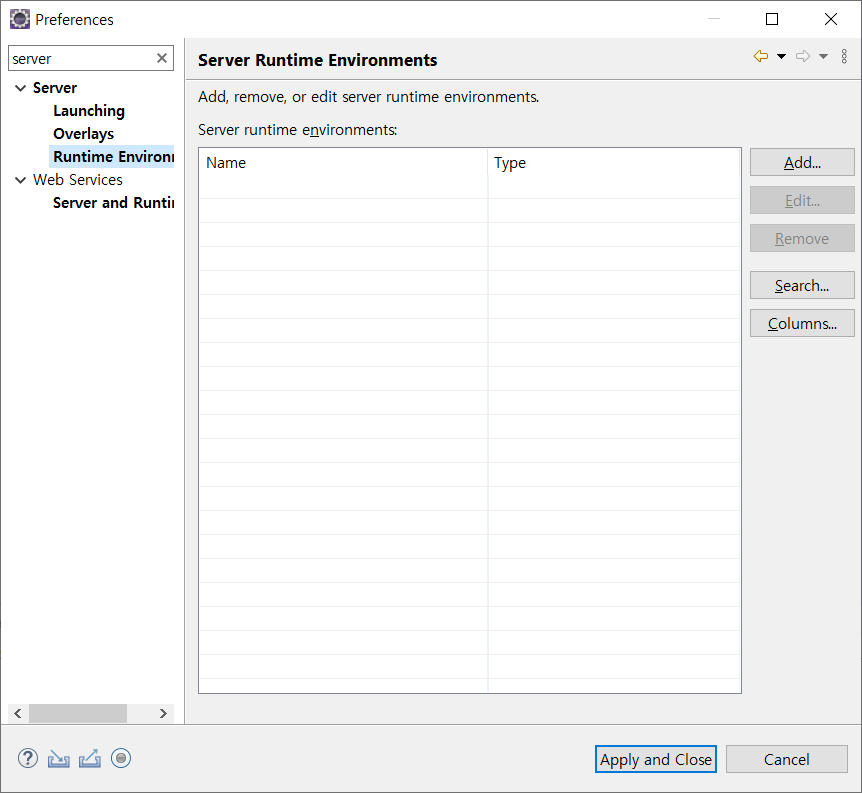 Preferences
server
Server
Launching
Overlays
Runtime Environ
Web Services
Server and Runti
Server Runtime Environments
Add, remove, or edit server runtime environments.
Server runtime environments:
Name Type
Add...
Edit...
Remove
Search...
Columns...
Apply and Close Cancel